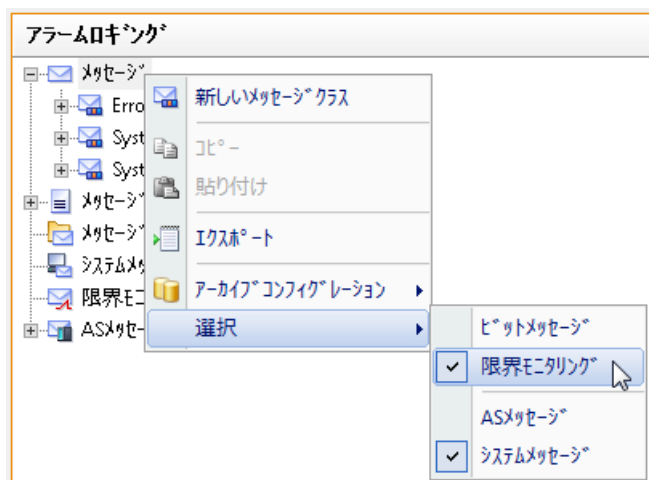 アラームロギング
メッセージ
Erro
Syst
Syst
メッセージ
メッセージ
システムメッ
限界モニ
ASメッセー
新しいメッセージクラス
コピー
貼り付け
エクスポート
アーカイブコンフィグレーション
選択
ビットメッセージ
限界モニタリング
ASメッセージ
システムメッセージ